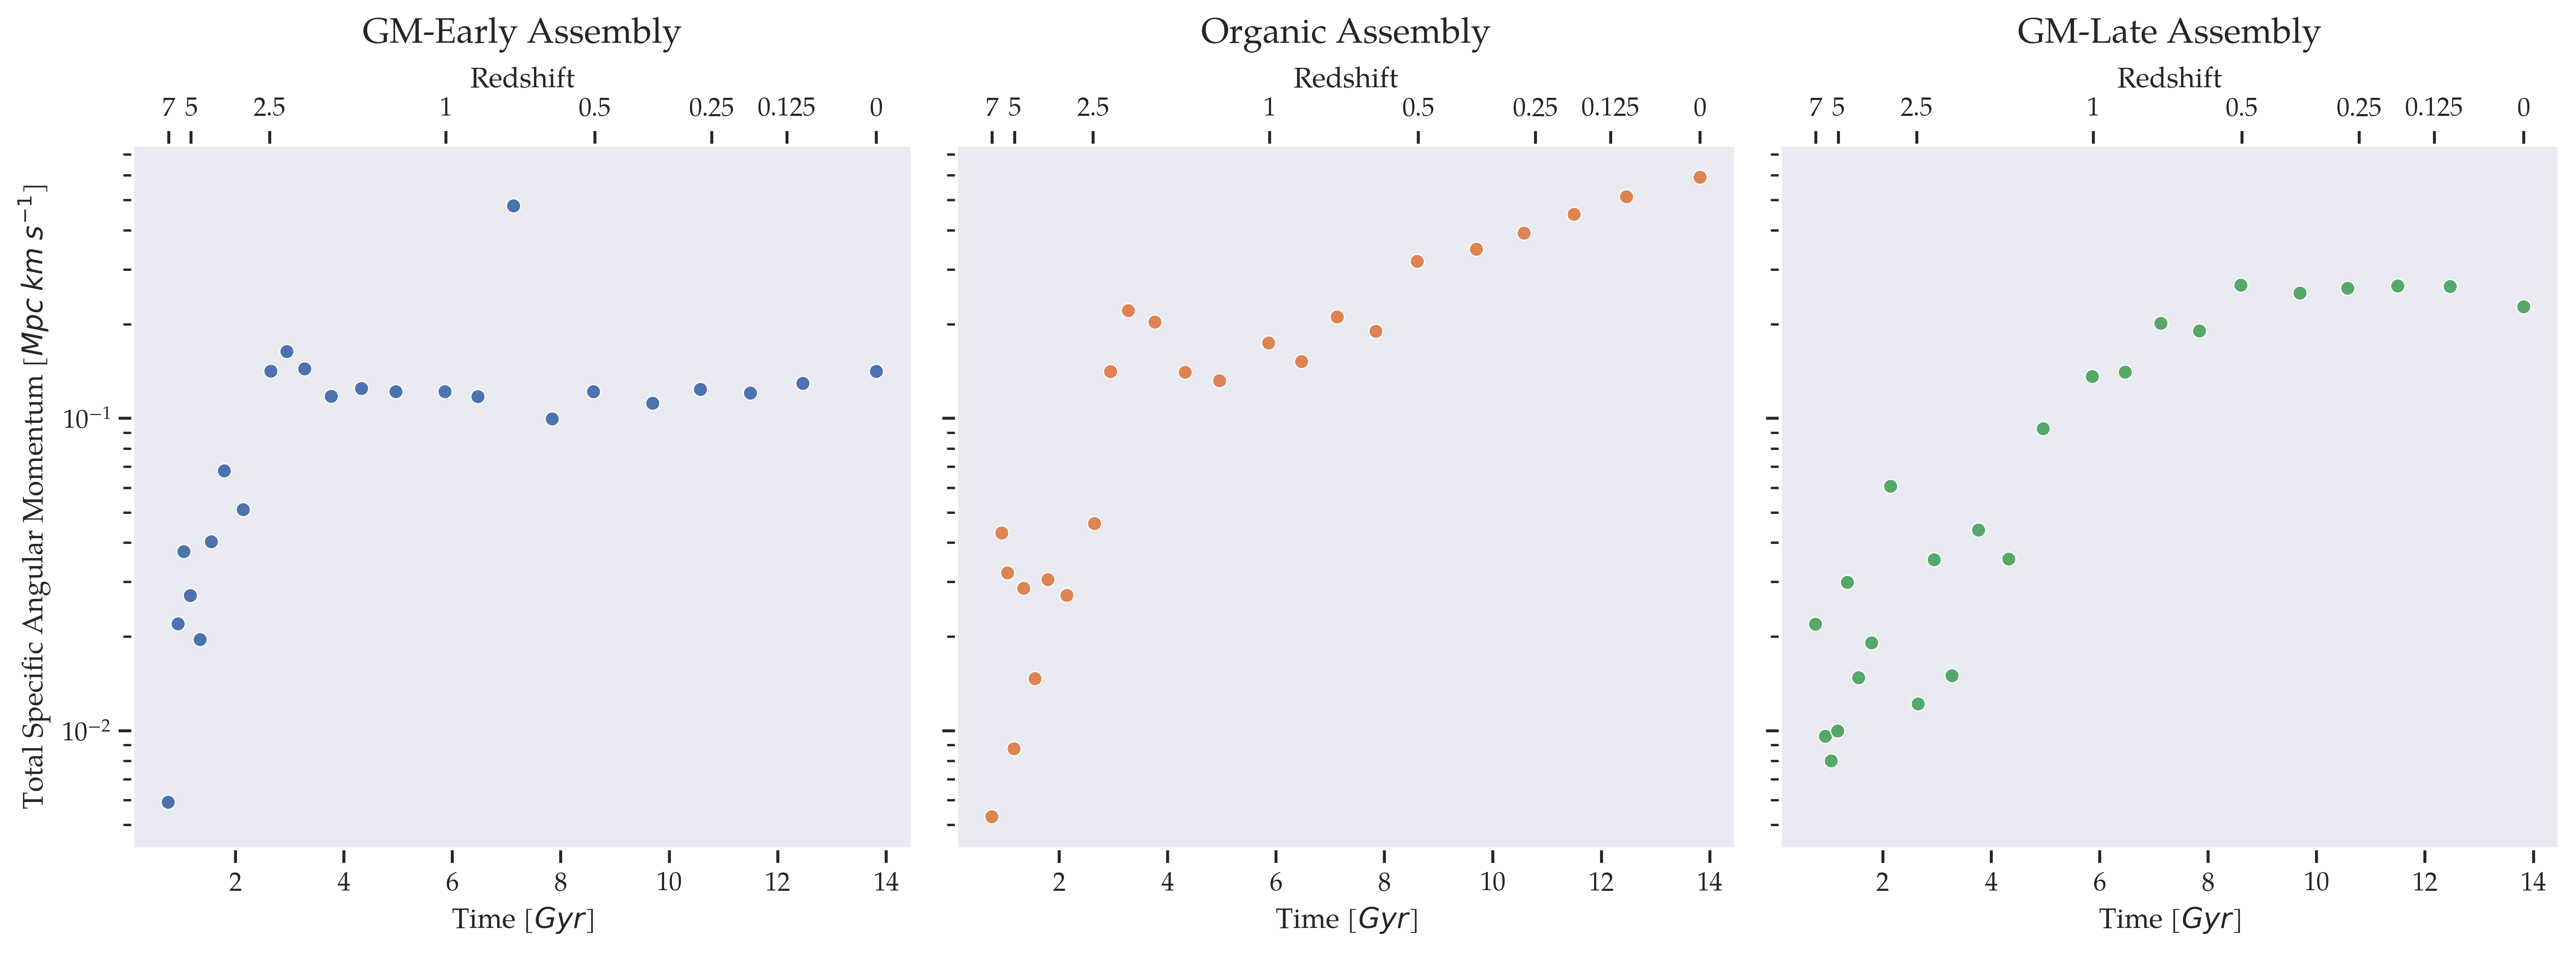 GM-Early Assembly
Redshift
7 5 2.5 1 0.5 0.25 0.125 0
Organic Assembly
Redshift
7 5 2.5 1 0.5 0.25 0.125 0
GM-Late Assembly
Redshift
7 5 2.5 1 0.5 0.25 0.125 0
Total Specific Angular Momentum [Mpc km s⁻¹]
10⁻¹
10⁻²
2 4 6 8 10 12 14
Time [Gyr]
2 4 6 8 10 12 14
Time [Gyr]
2 4 6 8 10 12 14
Time [Gyr]